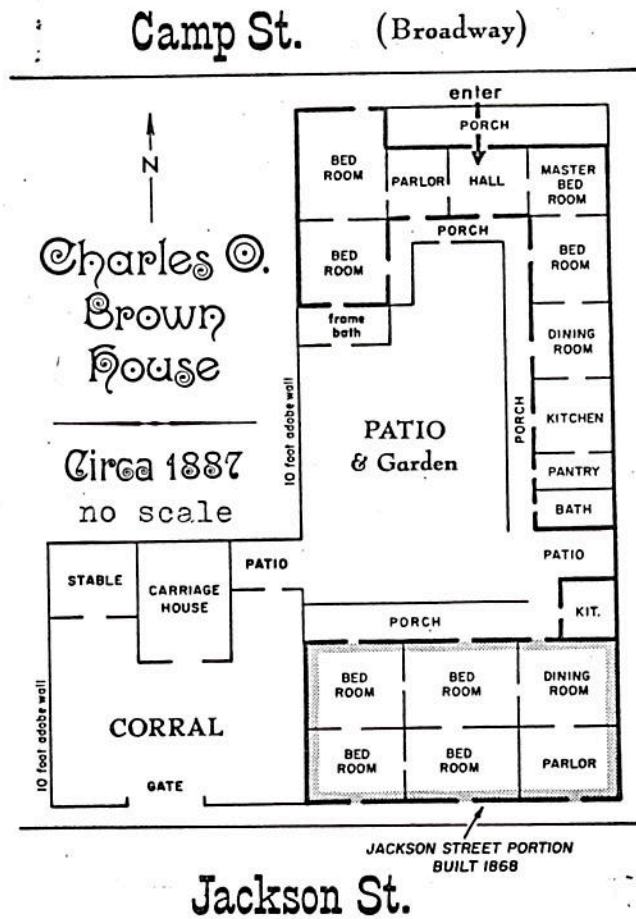 Camp St. (Broadway)
enter
PORCH
N
BED
ROOM
PARLOR
HALL
MASTER
BED
ROOM
PORCH
Charles O.
Brown
House
BED
ROOM
BED
ROOM
frame
bath
DINING
ROOM
10 foot adobe wall
PORCH
KITCHEN
PATIO
& Garden
Circa 1887
no scale
PANTRY
BATH
STABLE
CARRIAGE
HOUSE
PATIO
PATIO
KIT.
PORCH
10 foot adobe wall
BED
ROOM
BED
ROOM
DINING
ROOM
CORRAL
BED
ROOM
BED
ROOM
PARLOR
GATE
JACKSON STREET PORTION
BUILT 1868
Jackson St.